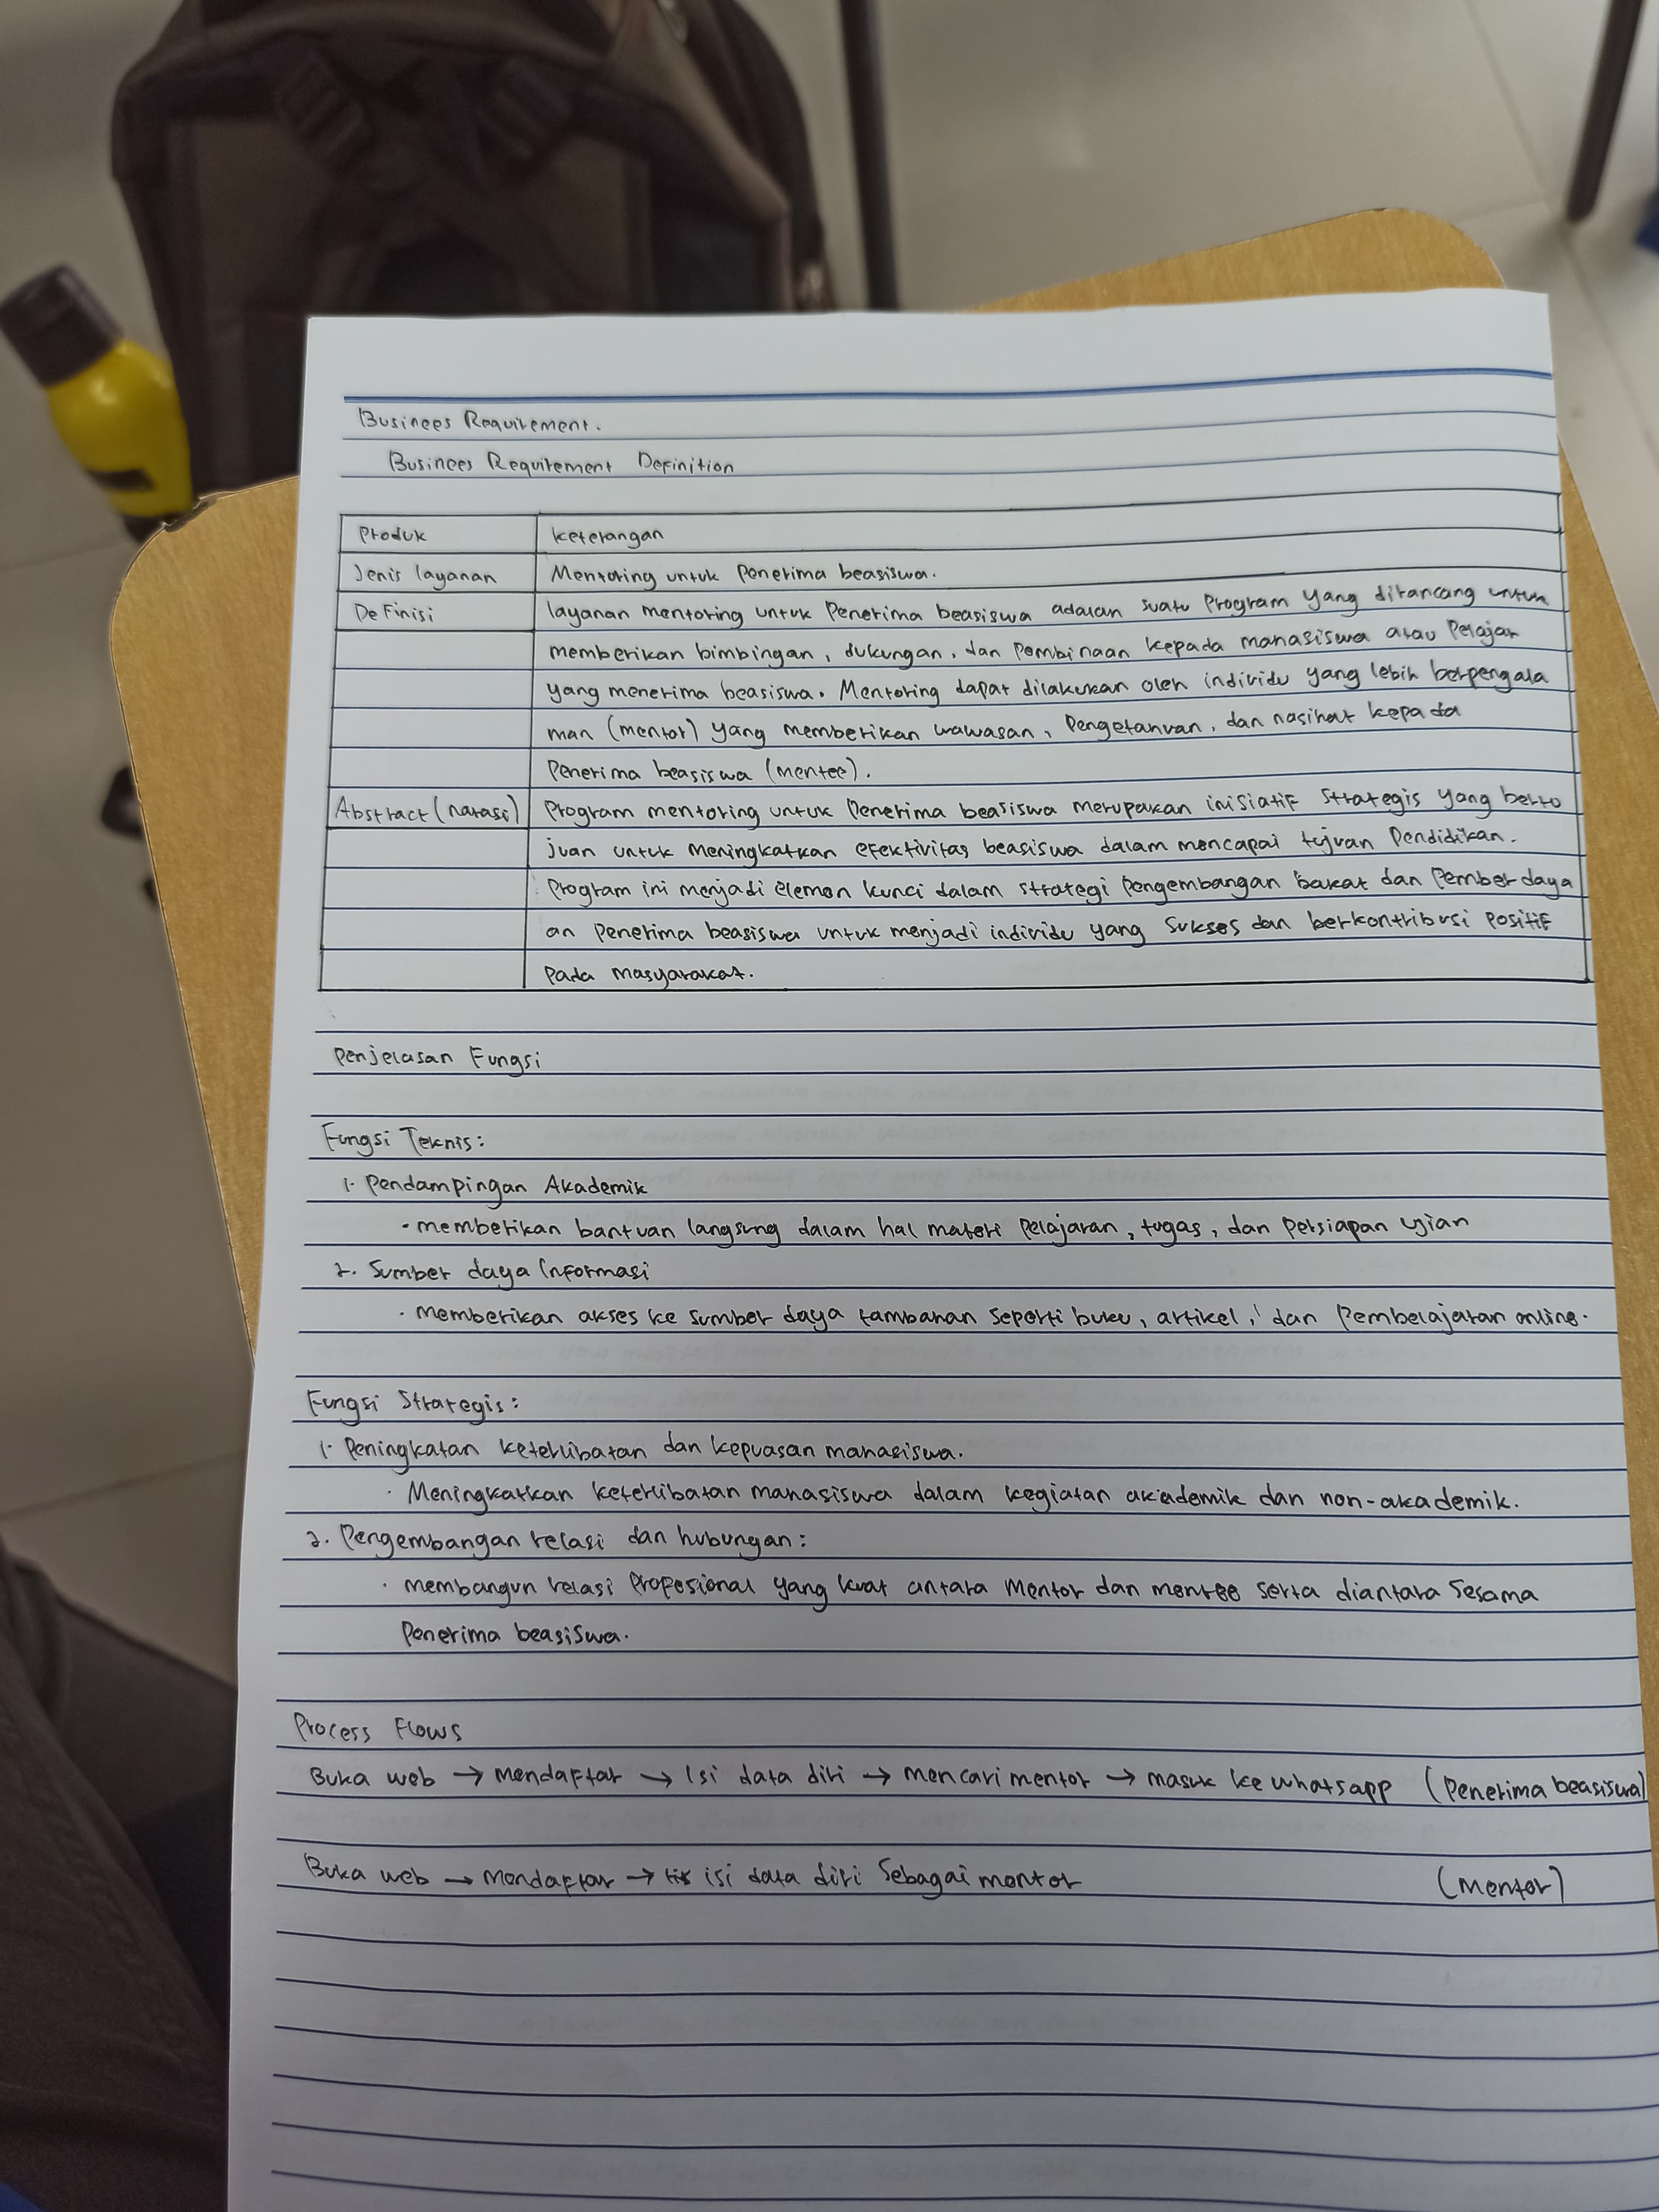 Businees Requirement.
Businees Requirement Definition
Produk keterangan
Jenis layanan Mentoring untuk penerima beasiswa.
Definisi layanan mentoring untuk Penerima beasiswa adalah suatu Program yang dirancang untuk
memberikan bimbingan, dukungan, dan pembinaan kepada mahasiswa atau Pelajar
yang menerima beasiswa. Mentoring dapat dilakukan oleh individu yang lebih berpengala
man (mentor) yang memberikan wawasan, Pengetahuan, dan nasihat kepada
Penerima beasiswa (mentee).
Abstract (narasi) Program mentoring untuk Penerima beasiswa merupakan inisiatif strategis yang bertu
juan untuk meningkatkan efektivitas beasiswa dalam mencapai tujuan Pendidikan.
Program ini menjadi elemen kunci dalam strategi Pengembangan bakat dan Pemberdaya
an Penerima beasiswa untuk menjadi individu yang Sukses dan berkontribusi Positif
Pada masyarakat.
Penjelasan Fungsi
Fungsi Teknis:
1. Pendampingan Akademik
• memberikan bantuan langsung dalam hal materi Pelajaran, tugas, dan Persiapan ujian
2. Sumber daya Informasi
• Memberikan akses ke sumber daya tambahan seperti buku, artikel, dan Pembelajaran online.
Fungsi Strategis:
1. Peningkatan keterlibatan dan kepuasan mahasiswa.
• Meningkatkan keterlibatan mahasiswa dalam kegiatan akademik dan non-akademik.
2. Pengembangan relasi dan hubungan:
• membangun relasi Profesional yang kuat antara Mentor dan mentee serta diantara Sesama
Penerima beasiswa.
Process Flows
Buka web → mendaftar → Isi data diri → mencari mentor → masuk ke whatsapp (Penerima beasiswa)
Buka web → mendaftar → isi data diri Sebagai mentor (mentor)